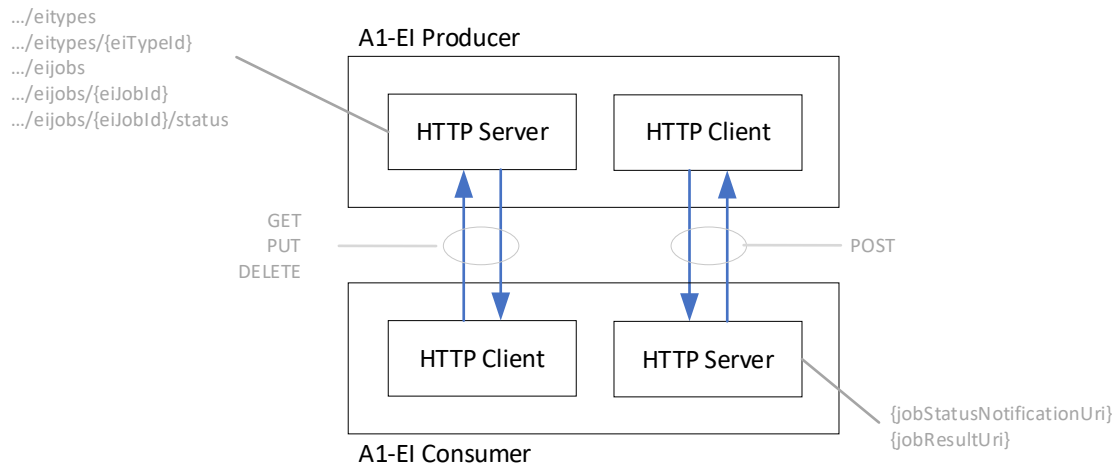 …/eitypes
…/eitypes/{eiTypeId}
…/eijobs
…/eijobs/{eiJobId}
…/eijobs/{eiJobId}/status
A1-EI Producer
HTTP Server
HTTP Client
GET
PUT
DELETE
POST
HTTP Client
HTTP Server
{jobStatusNotificationUri}
{jobResultUri}
A1-EI Consumer